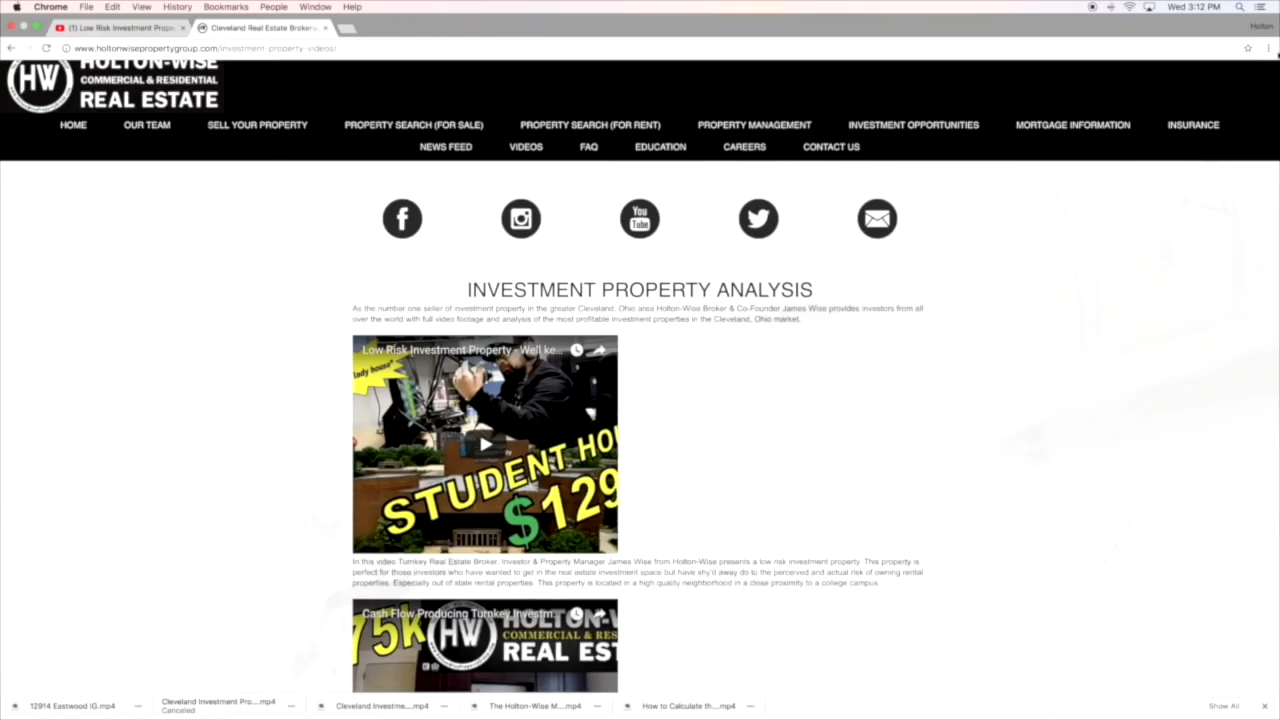 Chrome File Edit View History Bookmarks People Window Help Wed 3:12 PM
(1) Low Risk Investment Prope Cleveland Real Estate Broker Holton
www.holtonwisepropertygroup.com/investment-property-videos/
HW
HOLTON-WISE
COMMERCIAL & RESIDENTIAL
REAL ESTATE
HOME OUR TEAM SELL YOUR PROPERTY PROPERTY SEARCH (FOR SALE) PROPERTY SEARCH (FOR RENT) PROPERTY MANAGEMENT INVESTMENT OPPORTUNITIES MORTGAGE INFORMATION INSURANCE
NEWS FEED VIDEOS FAQ EDUCATION CAREERS CONTACT US
f You Tube
INVESTMENT PROPERTY ANALYSIS
As the number one seller of investment property in the greater Cleveland, Ohio area Holton-Wise Broker & Co-Founder James Wise provides investors from all
over the world with full video footage and analysis of the most profitable investment properties in the Cleveland, Ohio market.
Low Risk Investment Property - Well ke...
lady house"
STUDENT HO
$129
In this video Turnkey Real Estate Broker, Investor & Property Manager James Wise from Holton-Wise presents a low risk investment property. This property is
perfect for those investors who have wanted to get in the real estate investment space but have shy'd away do to the perceived and actual risk of owning rental
properties. Especially out of state rental properties. This property is located in a high quality neighborhood in a close proximity to a college campus.
Cash Flow Producing Turnkey Investm...
75k HW HOLTON-W
COMMERCIAL & RES
REAL EST
12914 Eastwood IG.mp4 Cleveland Investment Pro....mp4 Cleveland Investme....mp4 The Holton-Wise M....mp4 How to Calculate th....mp4 Show All
Canceled